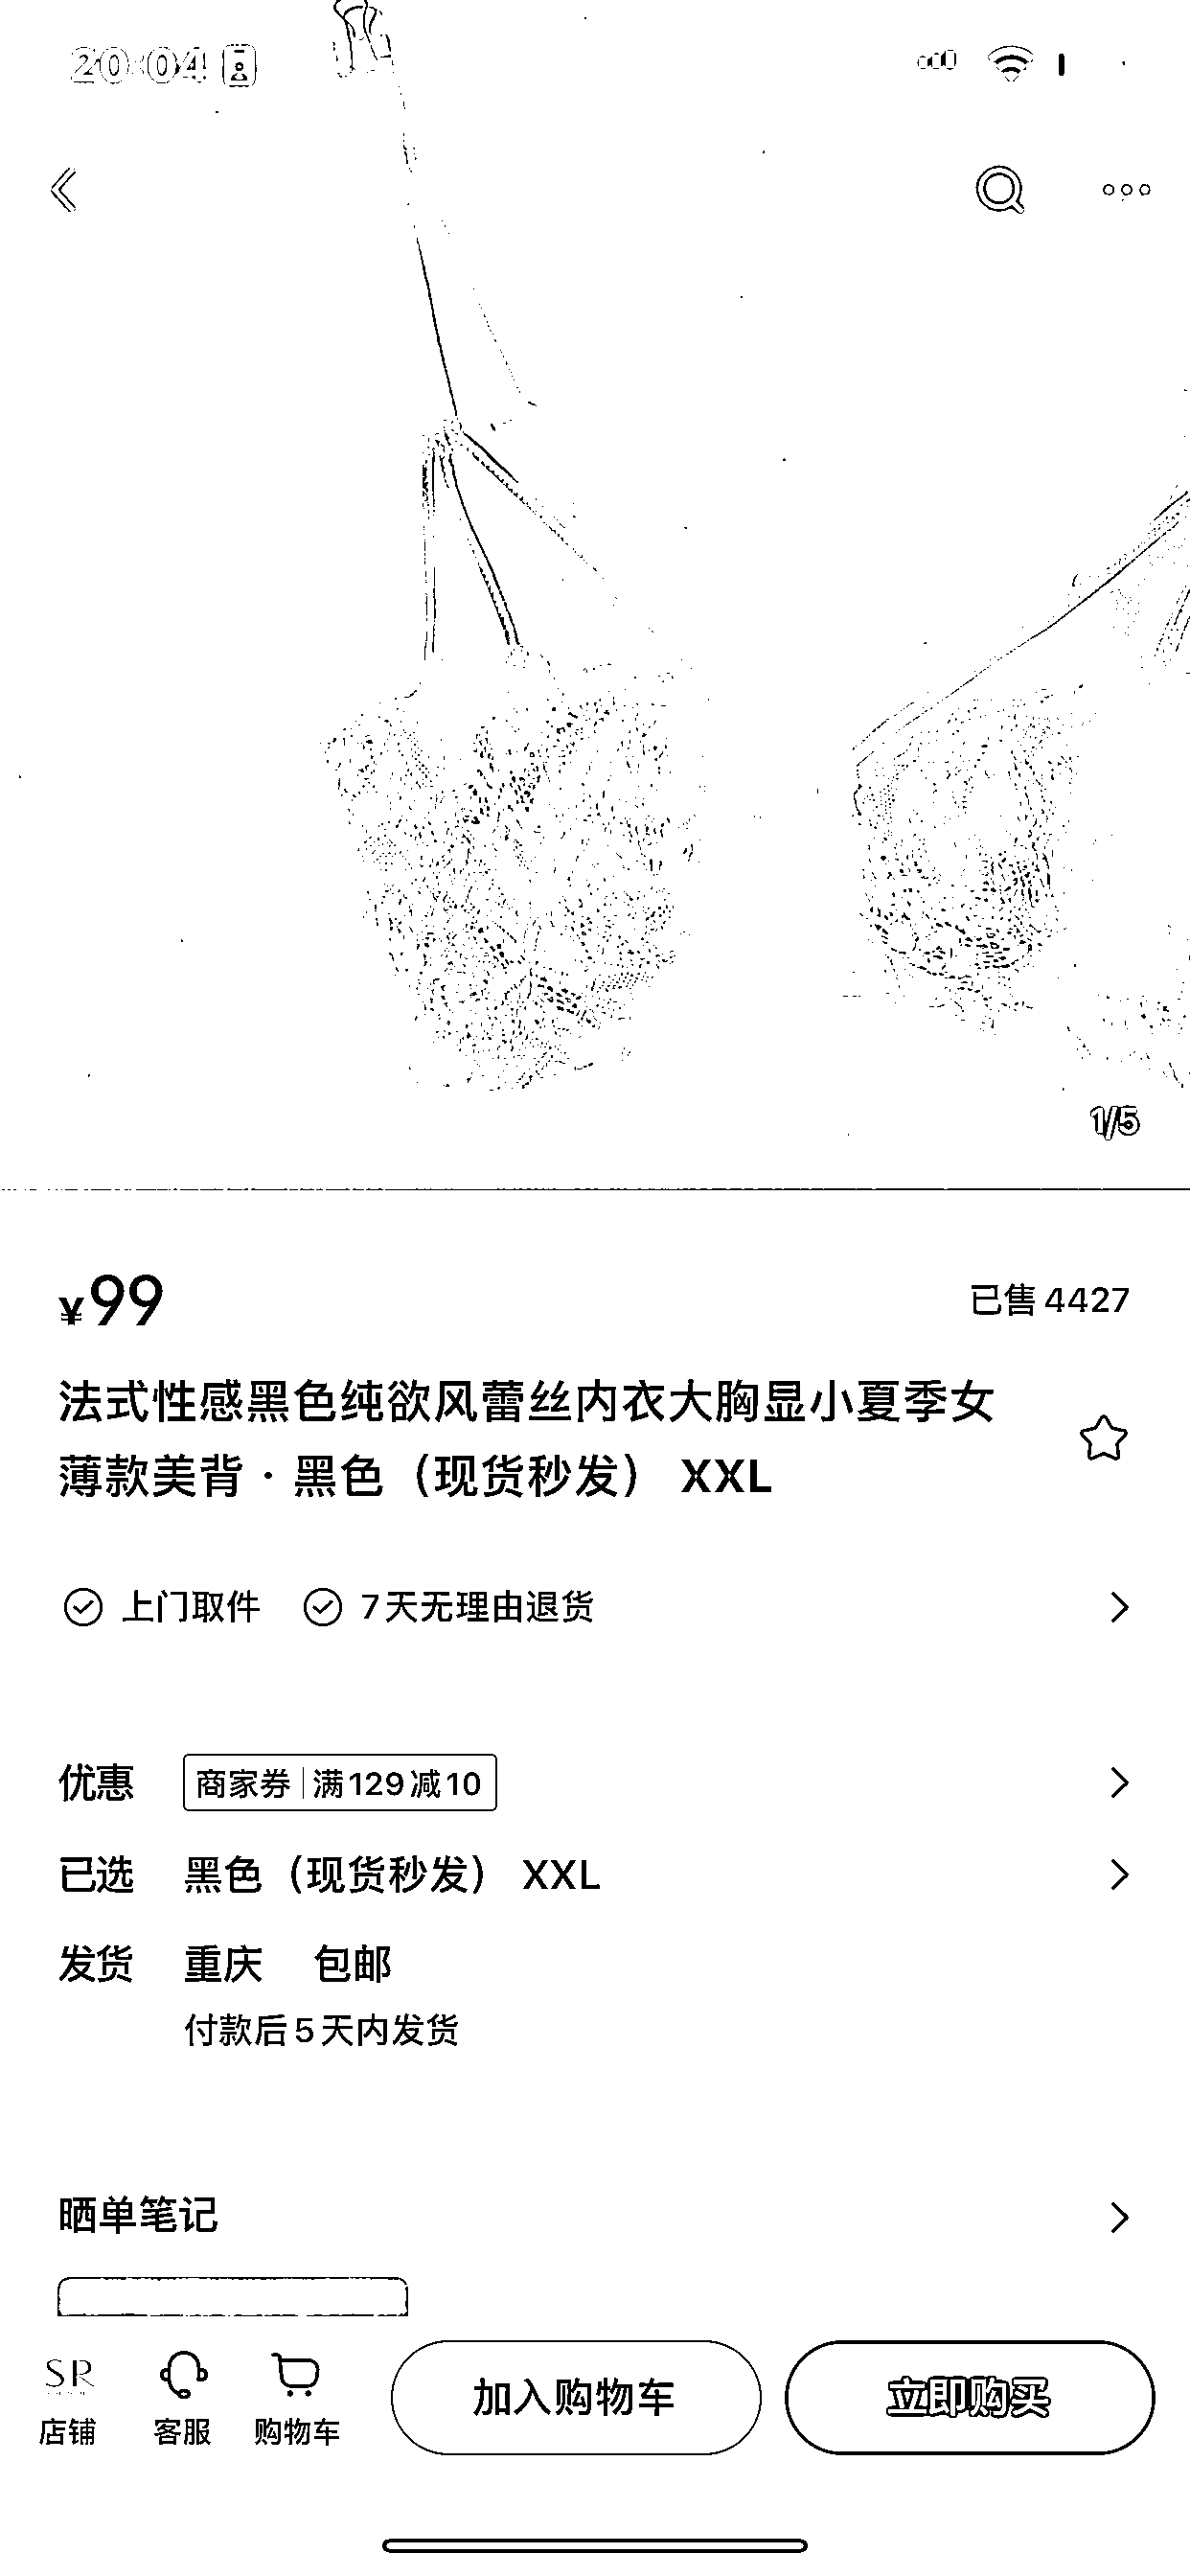 20:04
1/5
¥99
已售4427
法式性感黑色纯欲风蕾丝内衣大胸显小夏季女
薄款美背·黑色（现货秒发） XXL
上门取件 7天无理由退货
优惠 商家券 满129减10
已选 黑色（现货秒发） XXL
发货 重庆 包邮
付款后5天内发货
晒单笔记
SR
店铺 客服 购物车 加入购物车 立即购买